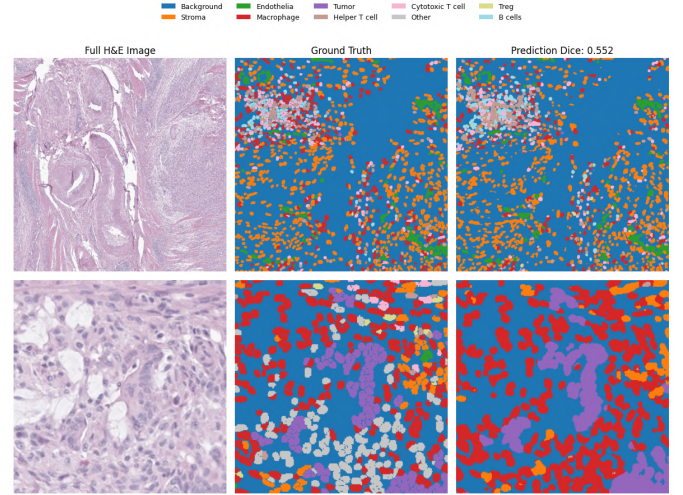 Background Endothelia Tumor Cytotoxic T cell Treg
Stroma Macrophage Helper T cell Other B cells
Full H&E Image Ground Truth Prediction Dice: 0.552